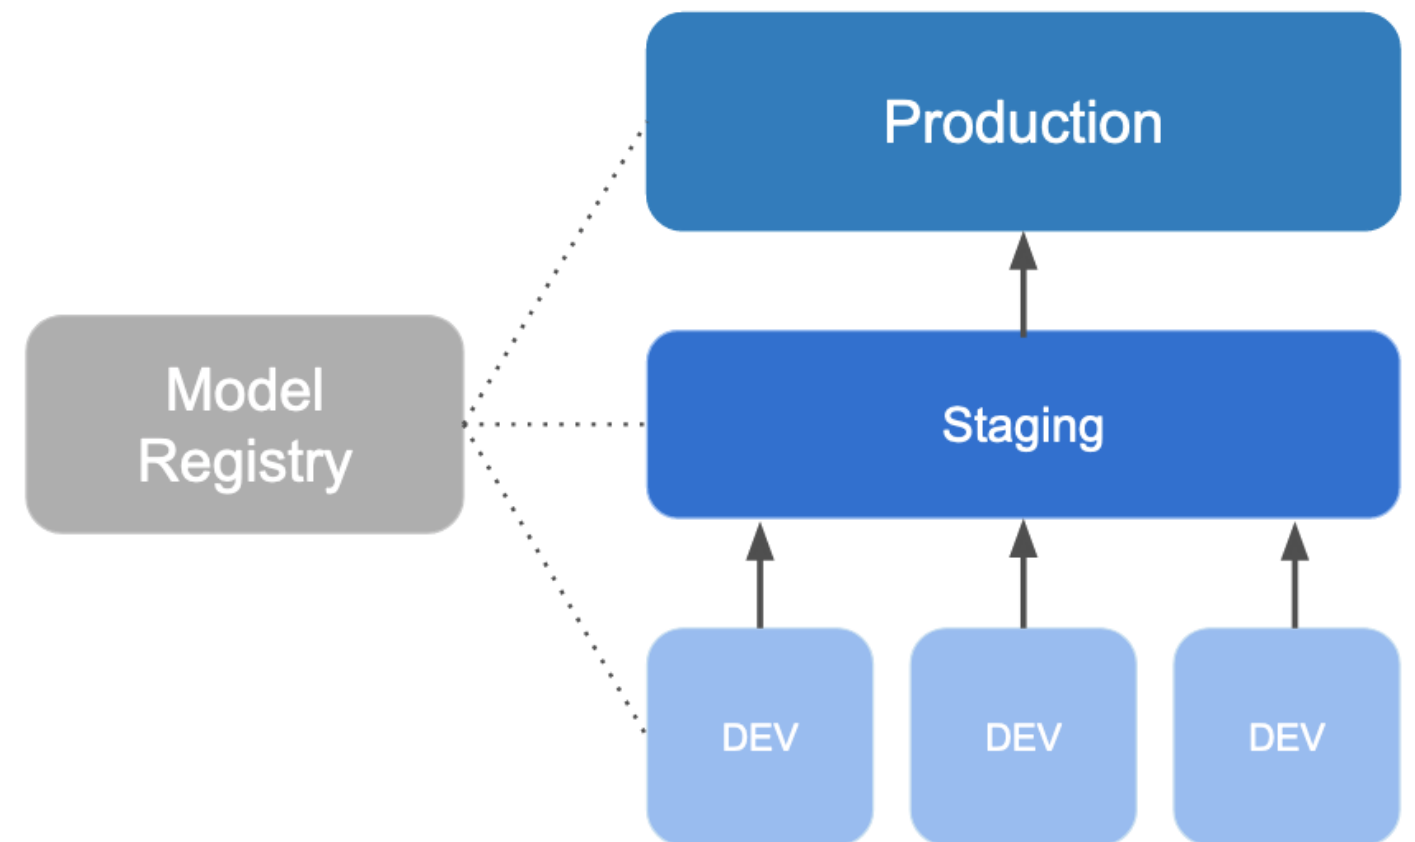 Production
Model
Registry
Staging
DEV
DEV
DEV